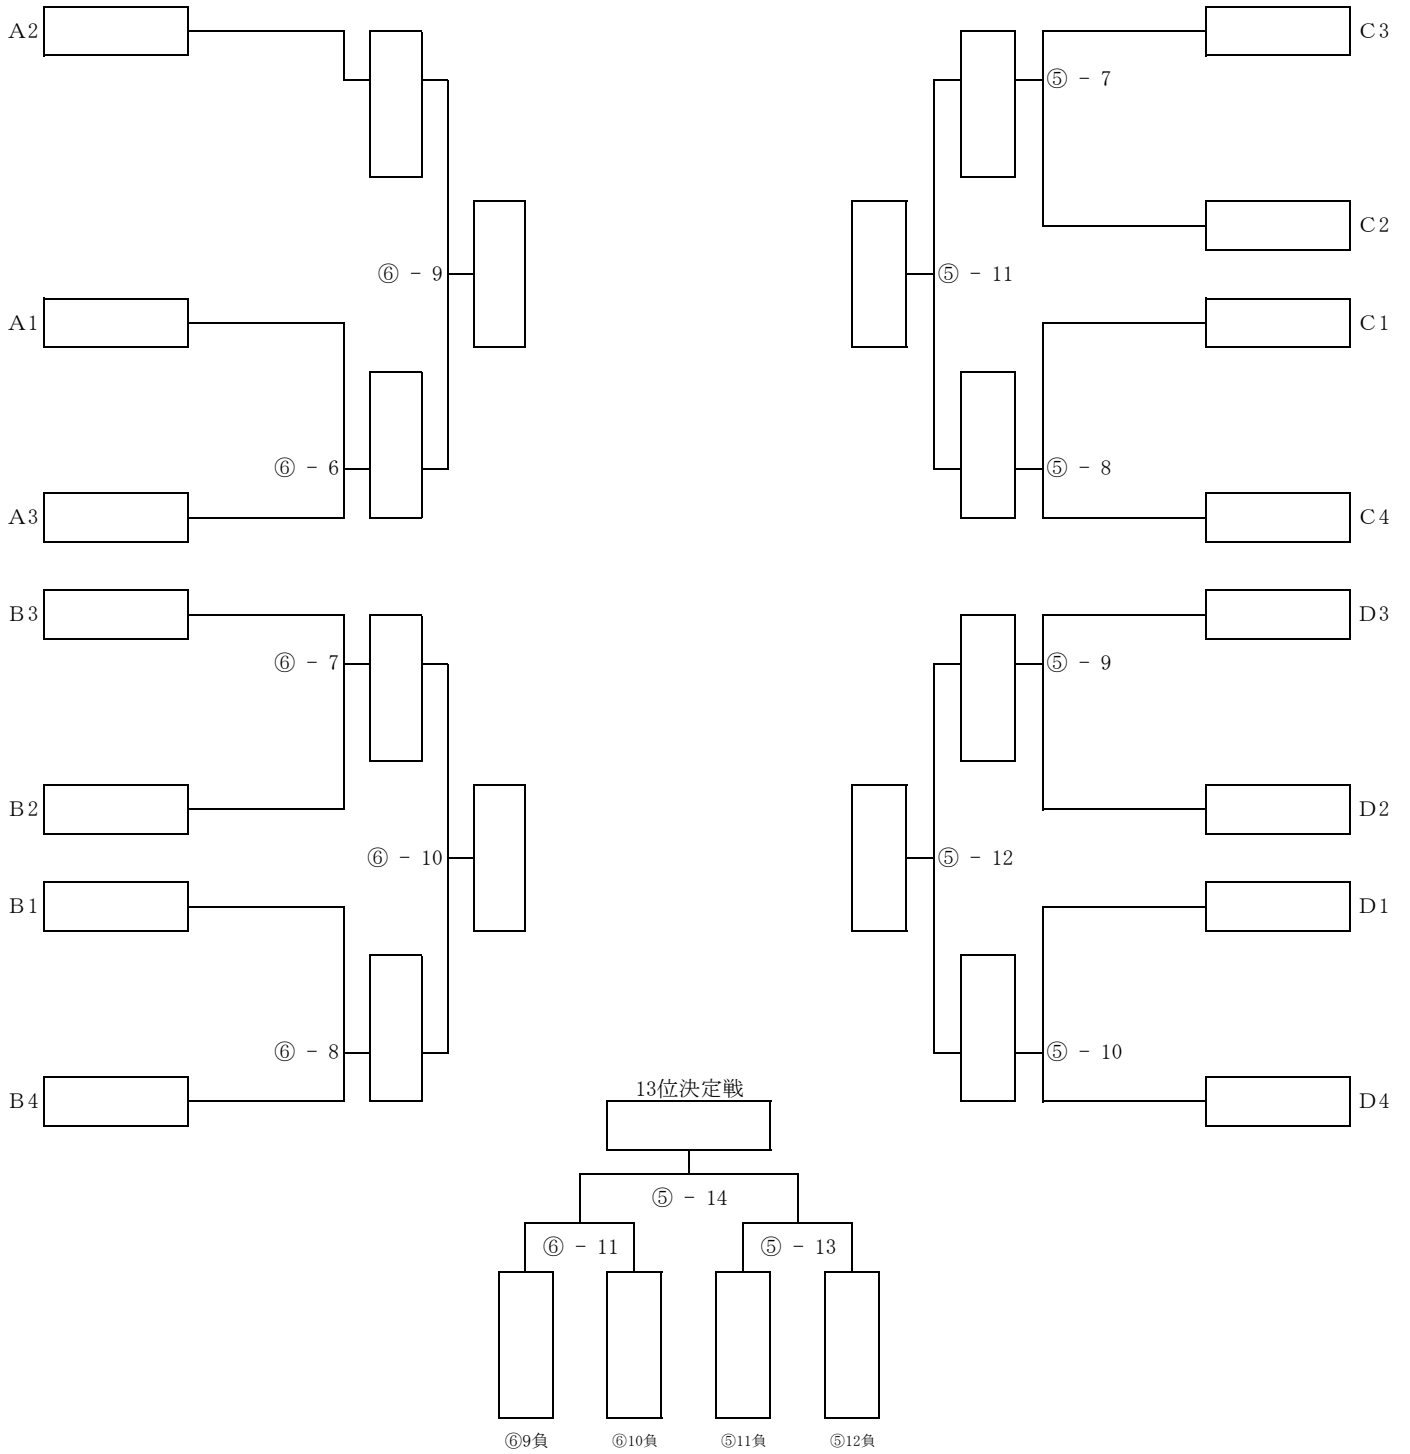 A2
C3
⑤ - 7
C2
⑥ - 9
⑤ - 11
A1
C1
⑥ - 6
⑤ - 8
A3
C4
B3
D3
⑥ - 7
⑤ - 9
B2
D2
⑥ - 10
⑤ - 12
B1
D1
⑥ - 8
⑤ - 10
13位決定戦
B4
D4
⑤ - 14
⑥ - 11
⑤ - 13
⑥9負
⑥10負
⑤11負
⑤12負